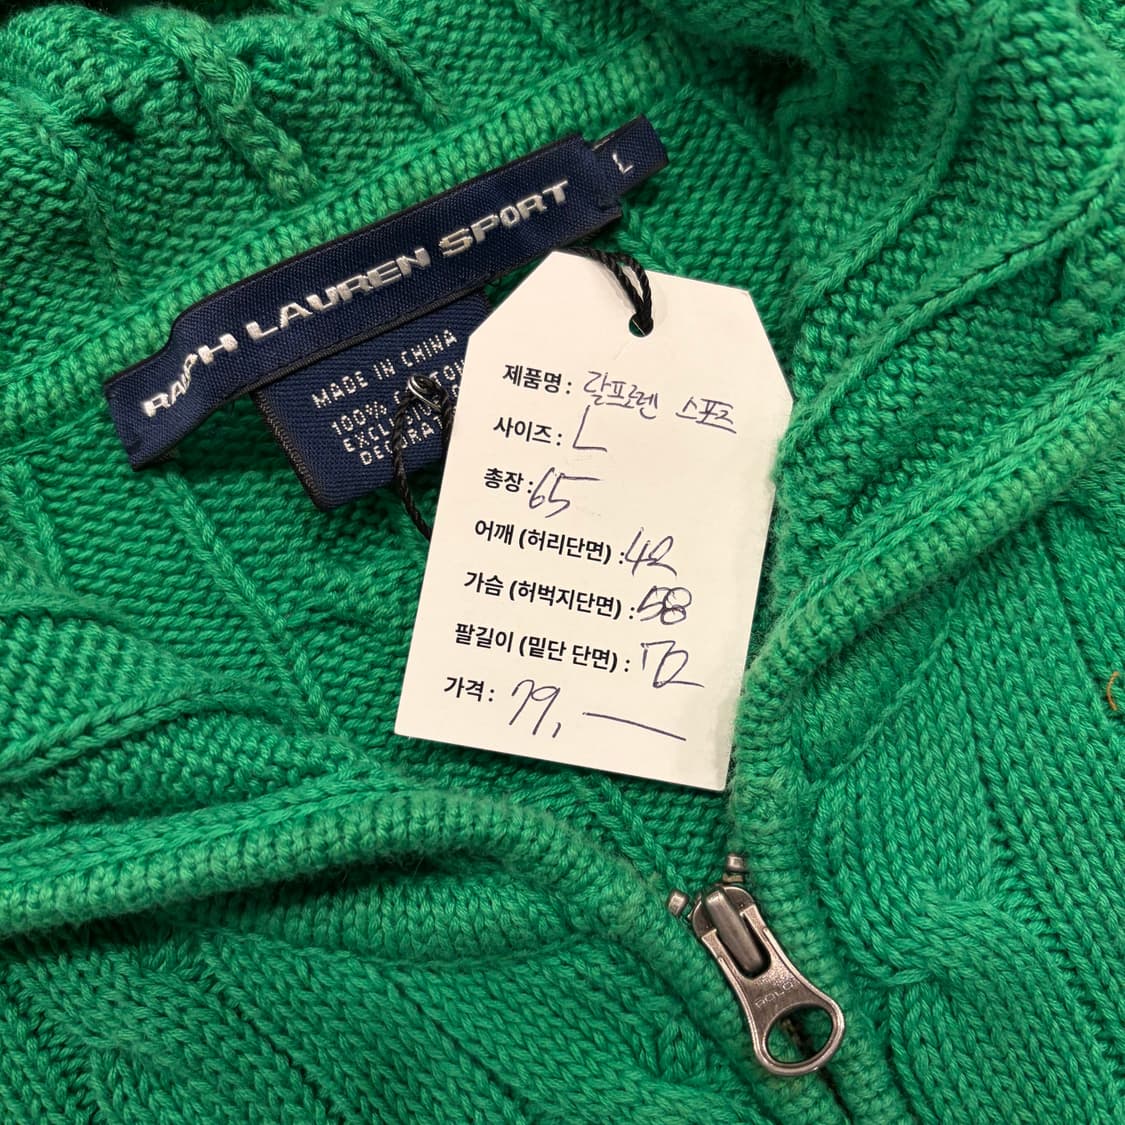 L
RALPH LAUREN SPORT
MADE IN CHINA
100%
제품명: 랄프로렌 스포츠
사이즈: L
총장: 65
어깨 (허리단면) : 42
가슴 (허벅지단면) : 58
팔길이 (밑단 단면) : 72
가격: 79,—
POLO